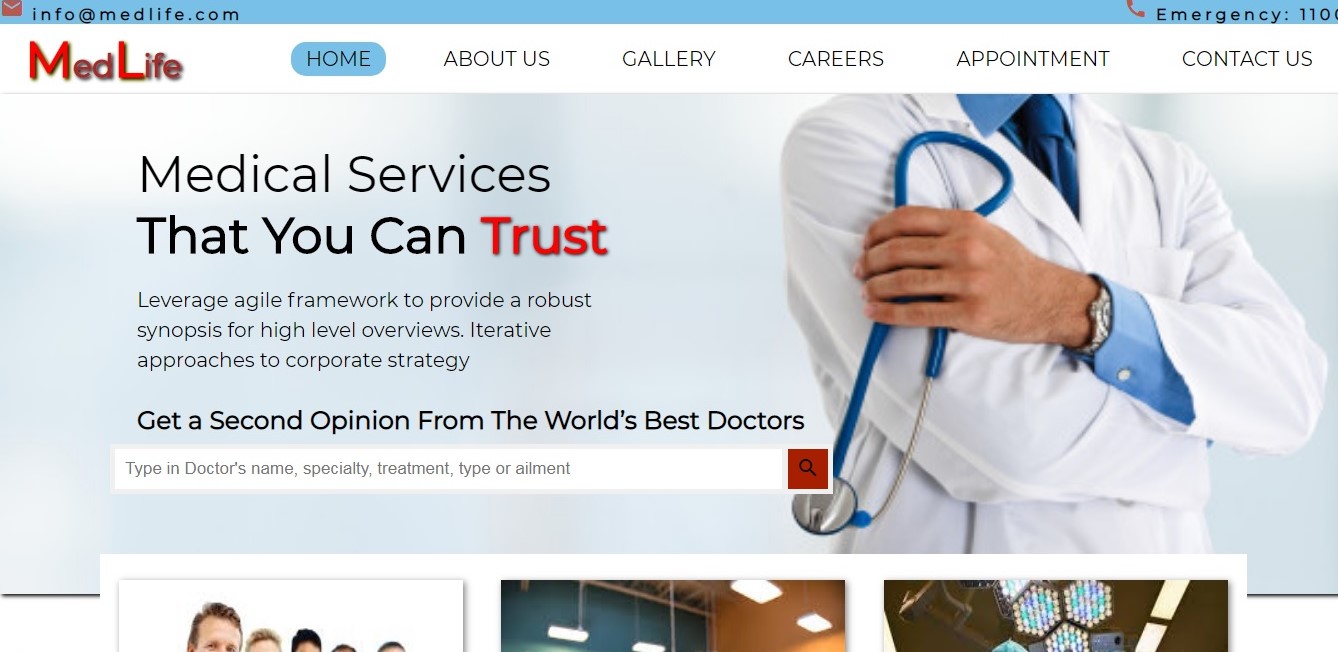 info@medlife.com
Emergency: 1100
MedLife
HOME ABOUT US GALLERY CAREERS APPOINTMENT CONTACT US
Medical Services
That You Can Trust
Leverage agile framework to provide a robust
synopsis for high level overviews. Iterative
approaches to corporate strategy
Get a Second Opinion From The World’s Best Doctors
Type in Doctor's name, specialty, treatment, type or ailment